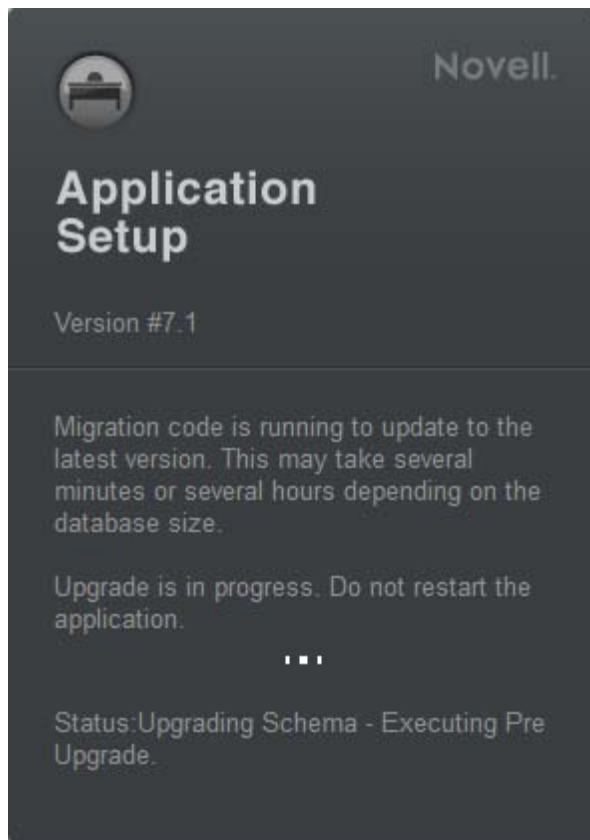 Novell.
Application
Setup
Version #7.1
Migration code is running to update to the
latest version. This may take several
minutes or several hours depending on the
database size.
Upgrade is in progress. Do not restart the
application.
Status:Upgrading Schema - Executing Pre
Upgrade.